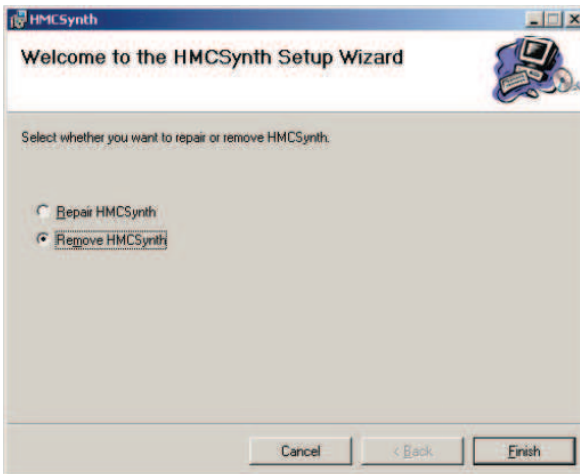 HMCSynth
Welcome to the HMCSynth Setup Wizard
Select whether you want to repair or remove HMCSynth.
Repair HMCSynth
Remove HMCSynth
Cancel
< Back
Finish